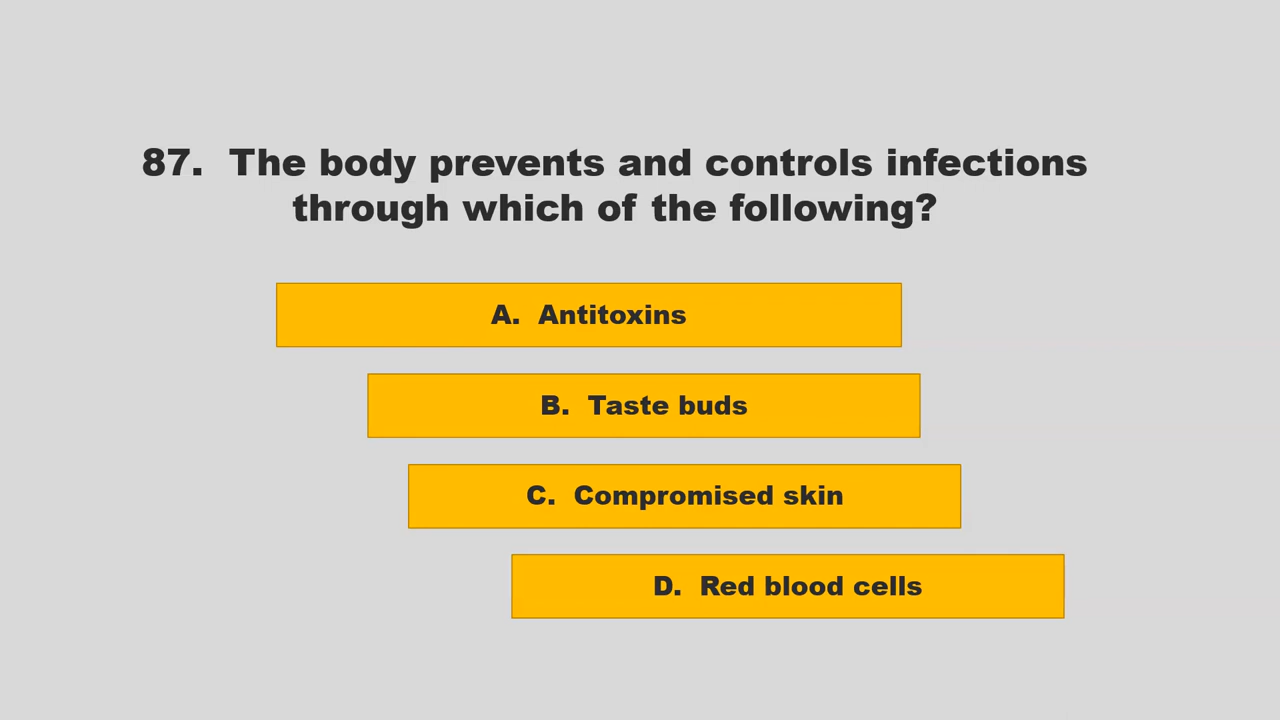 87.  The body prevents and controls infections
through which of the following?
A.  Antitoxins
B.  Taste buds
C.  Compromised skin
D.  Red blood cells